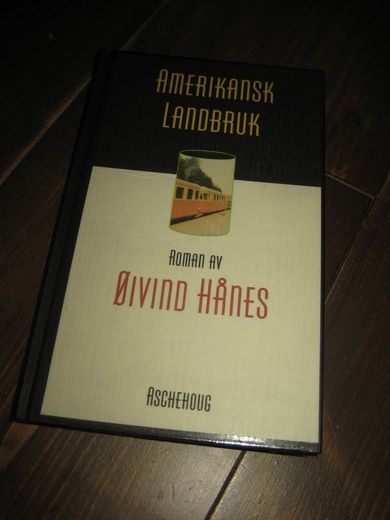 AMERIKANSK
LANDBRUK
ROMAN AV
ØIVIND HÅNES
ASCHEHOUG